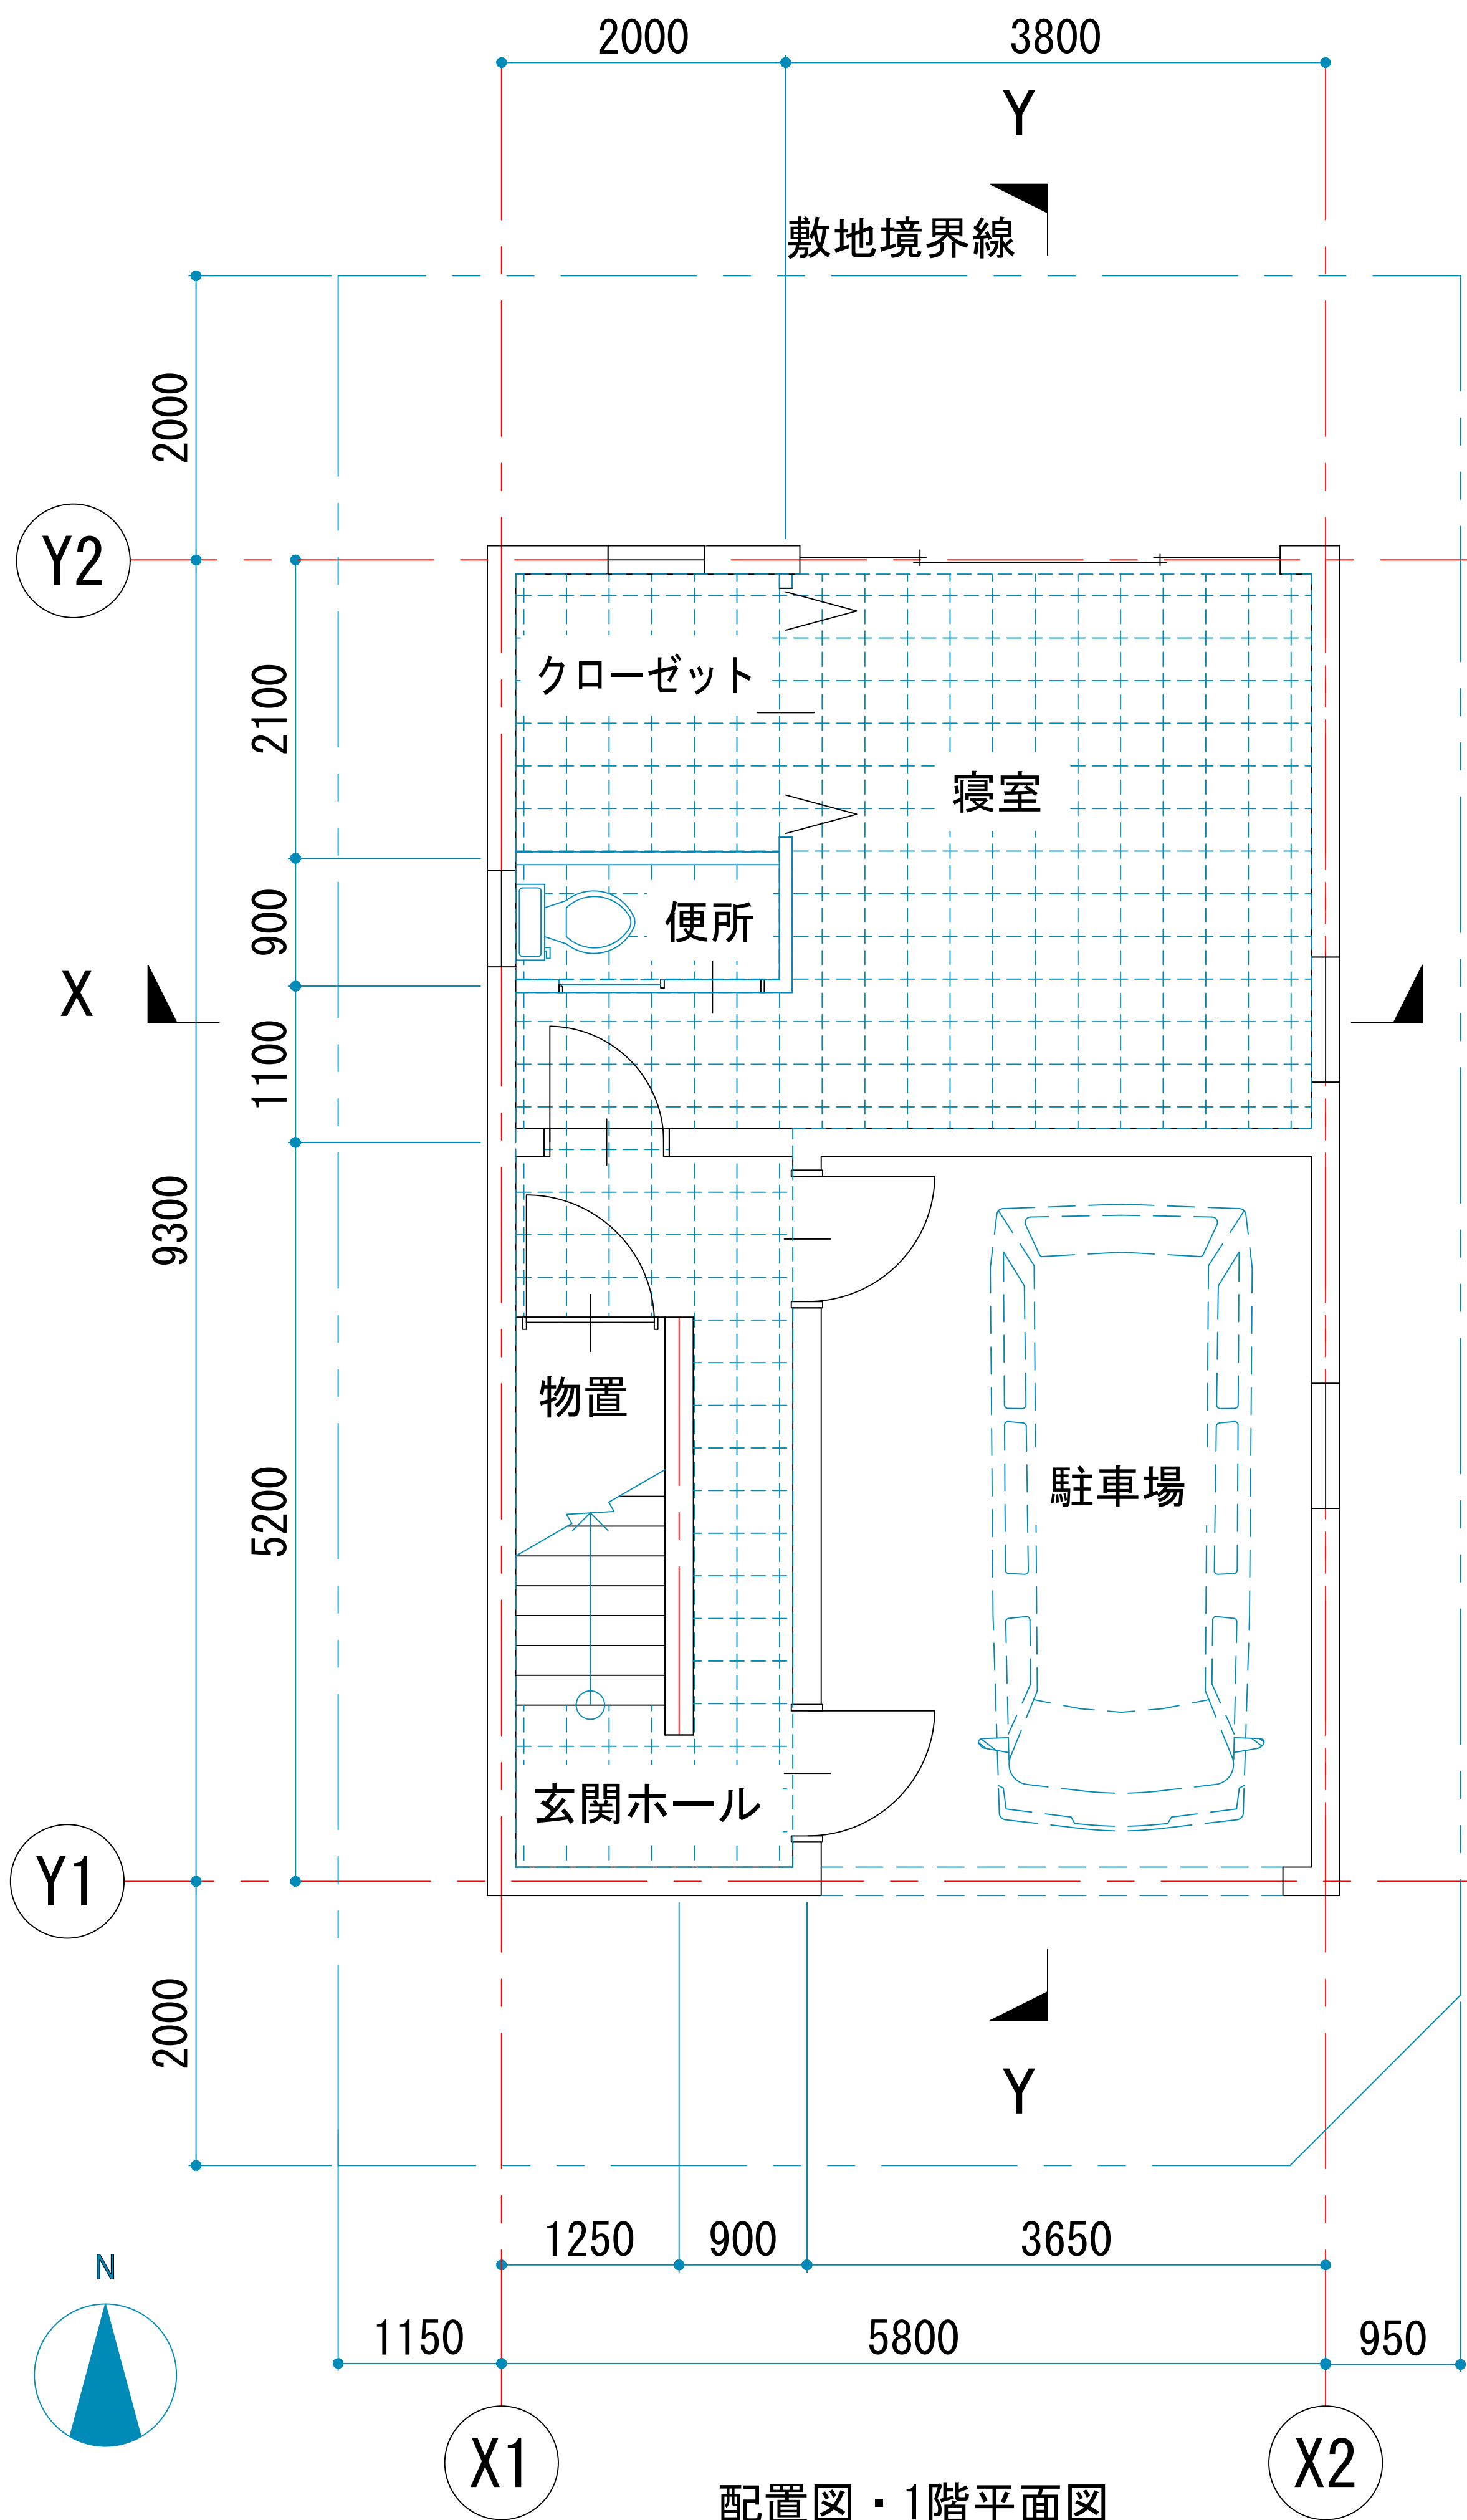 2000
3800
Y
敷地境界線
2000
Y2
2100
クローゼット
寝室
900
便所
X
1100
9300
物置
5200
駐車場
玄関ホール
Y1
2000
Y
1250
900
3650
N
1150
5800
950
X1
X2
配置図・1階平面図